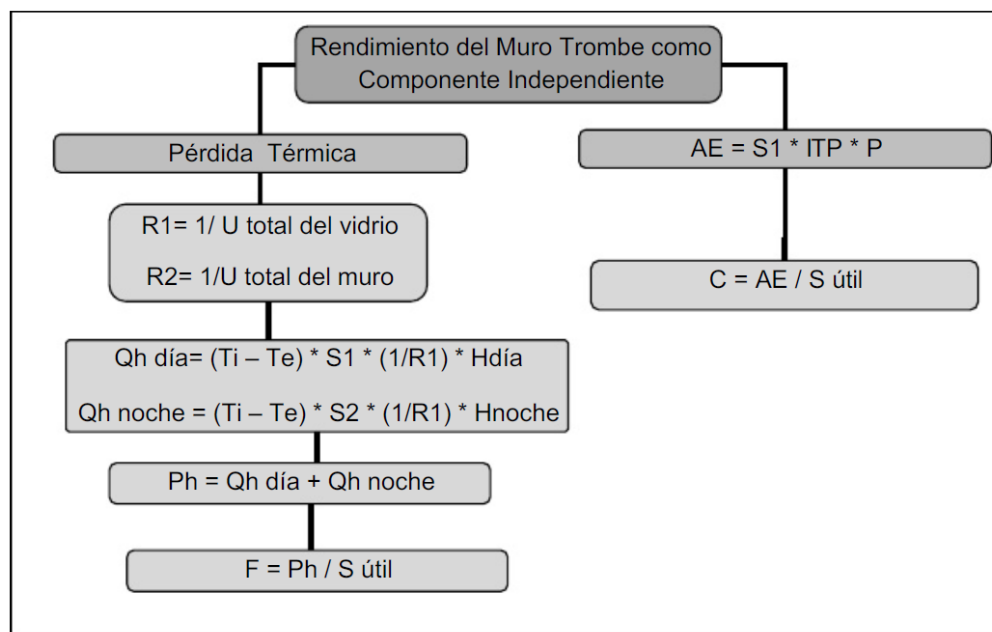 Rendimiento del Muro Trombe como
Componente Independiente
Pérdida Térmica
R1= 1/ U total del vidrio
R2= 1/U total del muro
Qh día= (Ti – Te) * S1 * (1/R1) * Hdía
Qh noche = (Ti – Te) * S2 * (1/R1) * Hnoche
Ph = Qh día + Qh noche
F = Ph / S útil
AE = S1 * ITP * P
C = AE / S útil